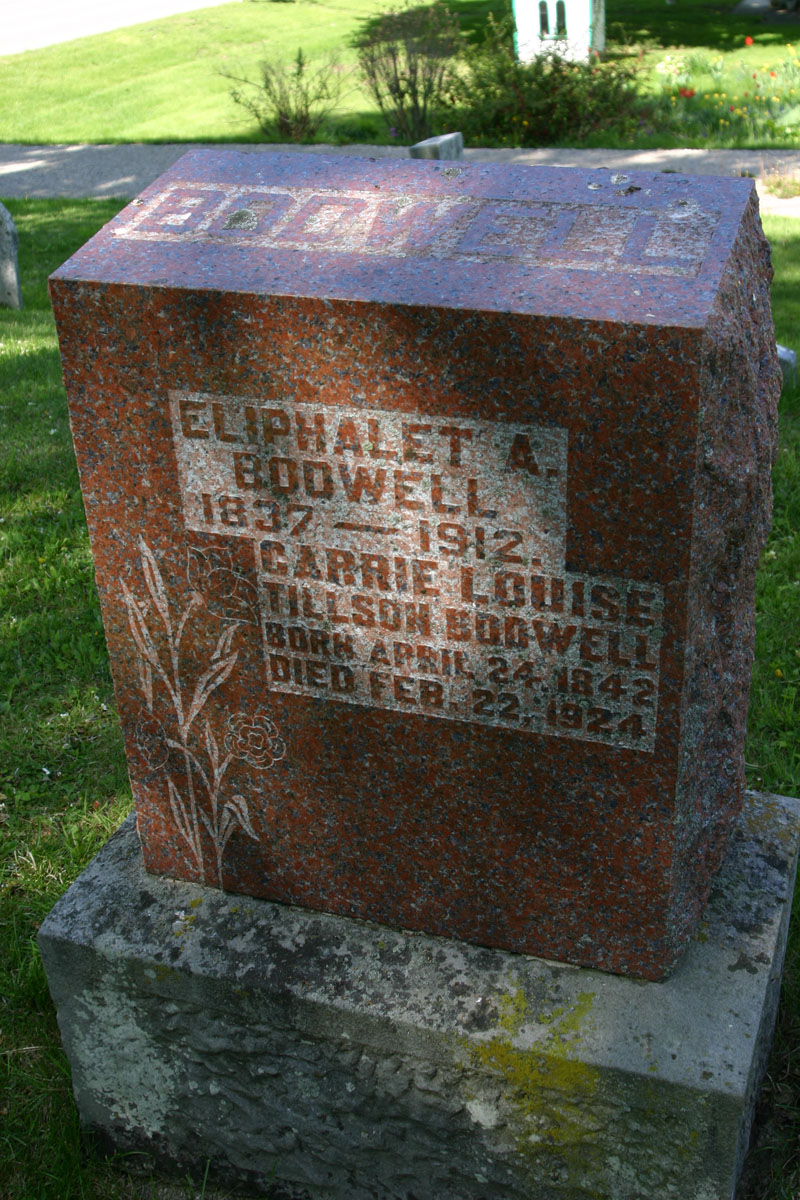 BODWELL
ELIPHALET A.
BODWELL
1837 — 1912.
CARRIE LOUISE
TILLSON BODWELL
BORN APRIL 24, 1842
DIED FEB. 22, 1924